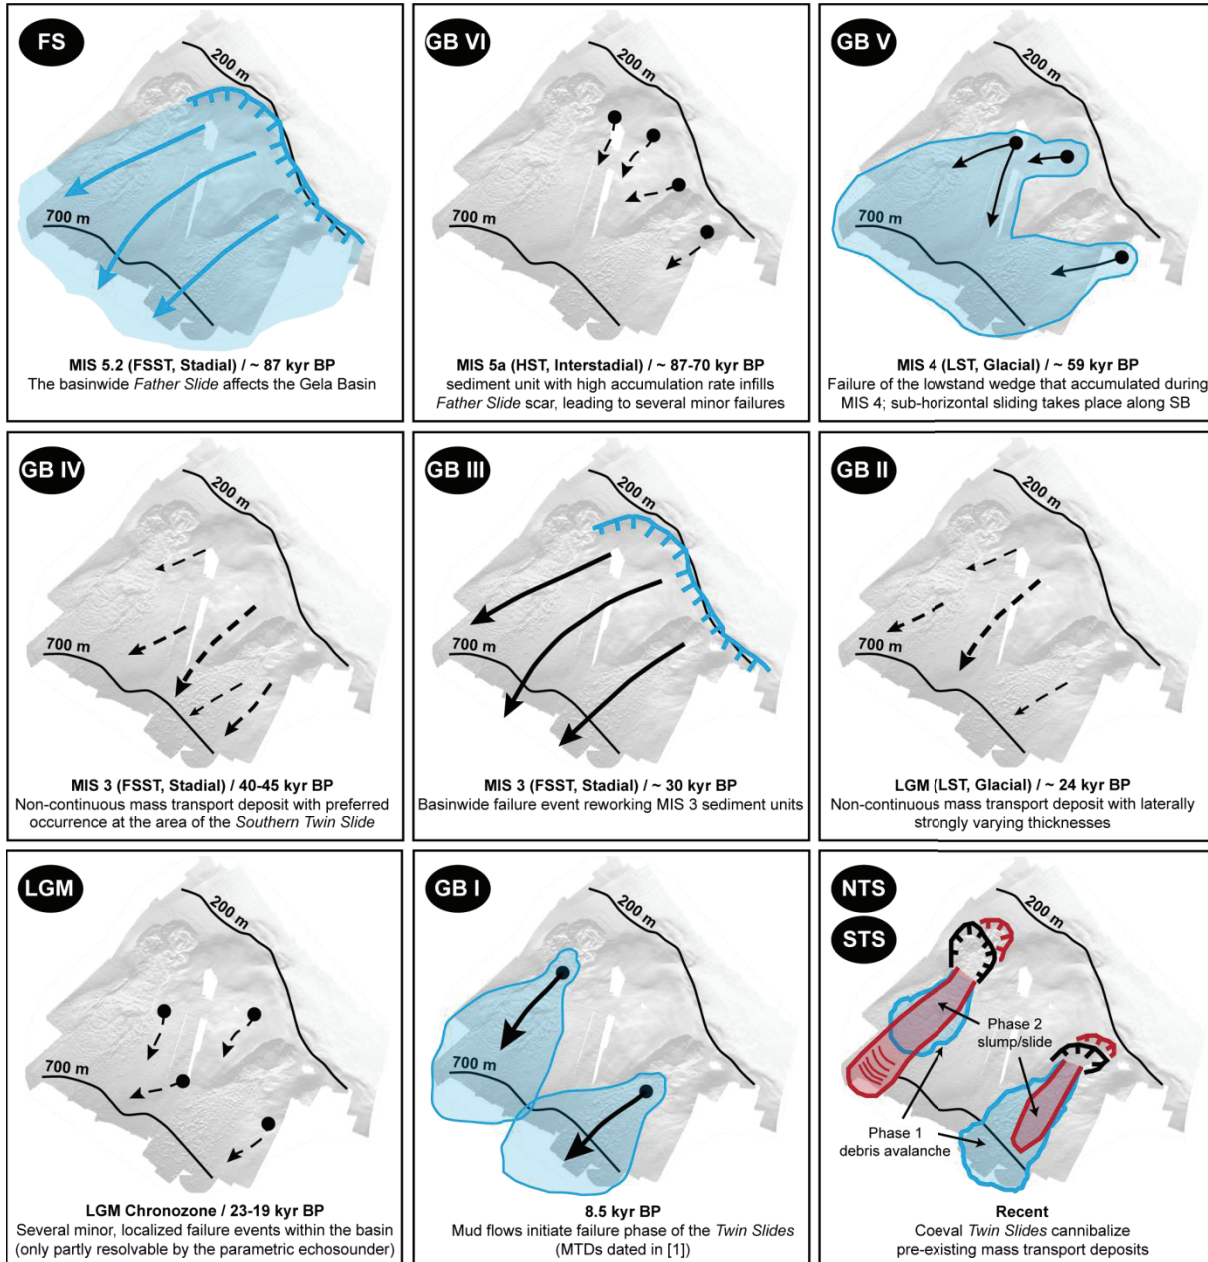 FS
200 m
700 m
MIS 5.2 (FSST, Stadial) / ~ 87 kyr BP
The basinwide Father Slide affects the Gela Basin
GB VI
200 m
700 m
MIS 5a (HST, Interstadial) / ~ 87-70 kyr BP
sediment unit with high accumulation rate infills
Father Slide scar, leading to several minor failures
GB V
200 m
700 m
MIS 4 (LST, Glacial) / ~ 59 kyr BP
Failure of the lowstand wedge that accumulated during
MIS 4; sub-horizontal sliding takes place along SB
GB IV
200 m
700 m
MIS 3 (FSST, Stadial) / 40-45 kyr BP
Non-continuous mass transport deposit with preferred
occurrence at the area of the Southern Twin Slide
GB III
200 m
700 m
MIS 3 (FSST, Stadial) / ~ 30 kyr BP
Basinwide failure event reworking MIS 3 sediment units
GB II
200 m
700 m
LGM (LST, Glacial) / ~ 24 kyr BP
Non-continuous mass transport deposit with laterally
strongly varying thicknesses
LGM
200 m
700 m
LGM Chronozone / 23-19 kyr BP
Several minor, localized failure events within the basin
(only partly resolvable by the parametric echosounder)
GB I
200 m
700 m
8.5 kyr BP
Mud flows initiate failure phase of the Twin Slides
(MTDs dated in [1])
NTS
STS
200 m
Phase 2
slump/slide
700 m
Phase 1
debris avalanche
Recent
Coeval Twin Slides cannibalize
pre-existing mass transport deposits